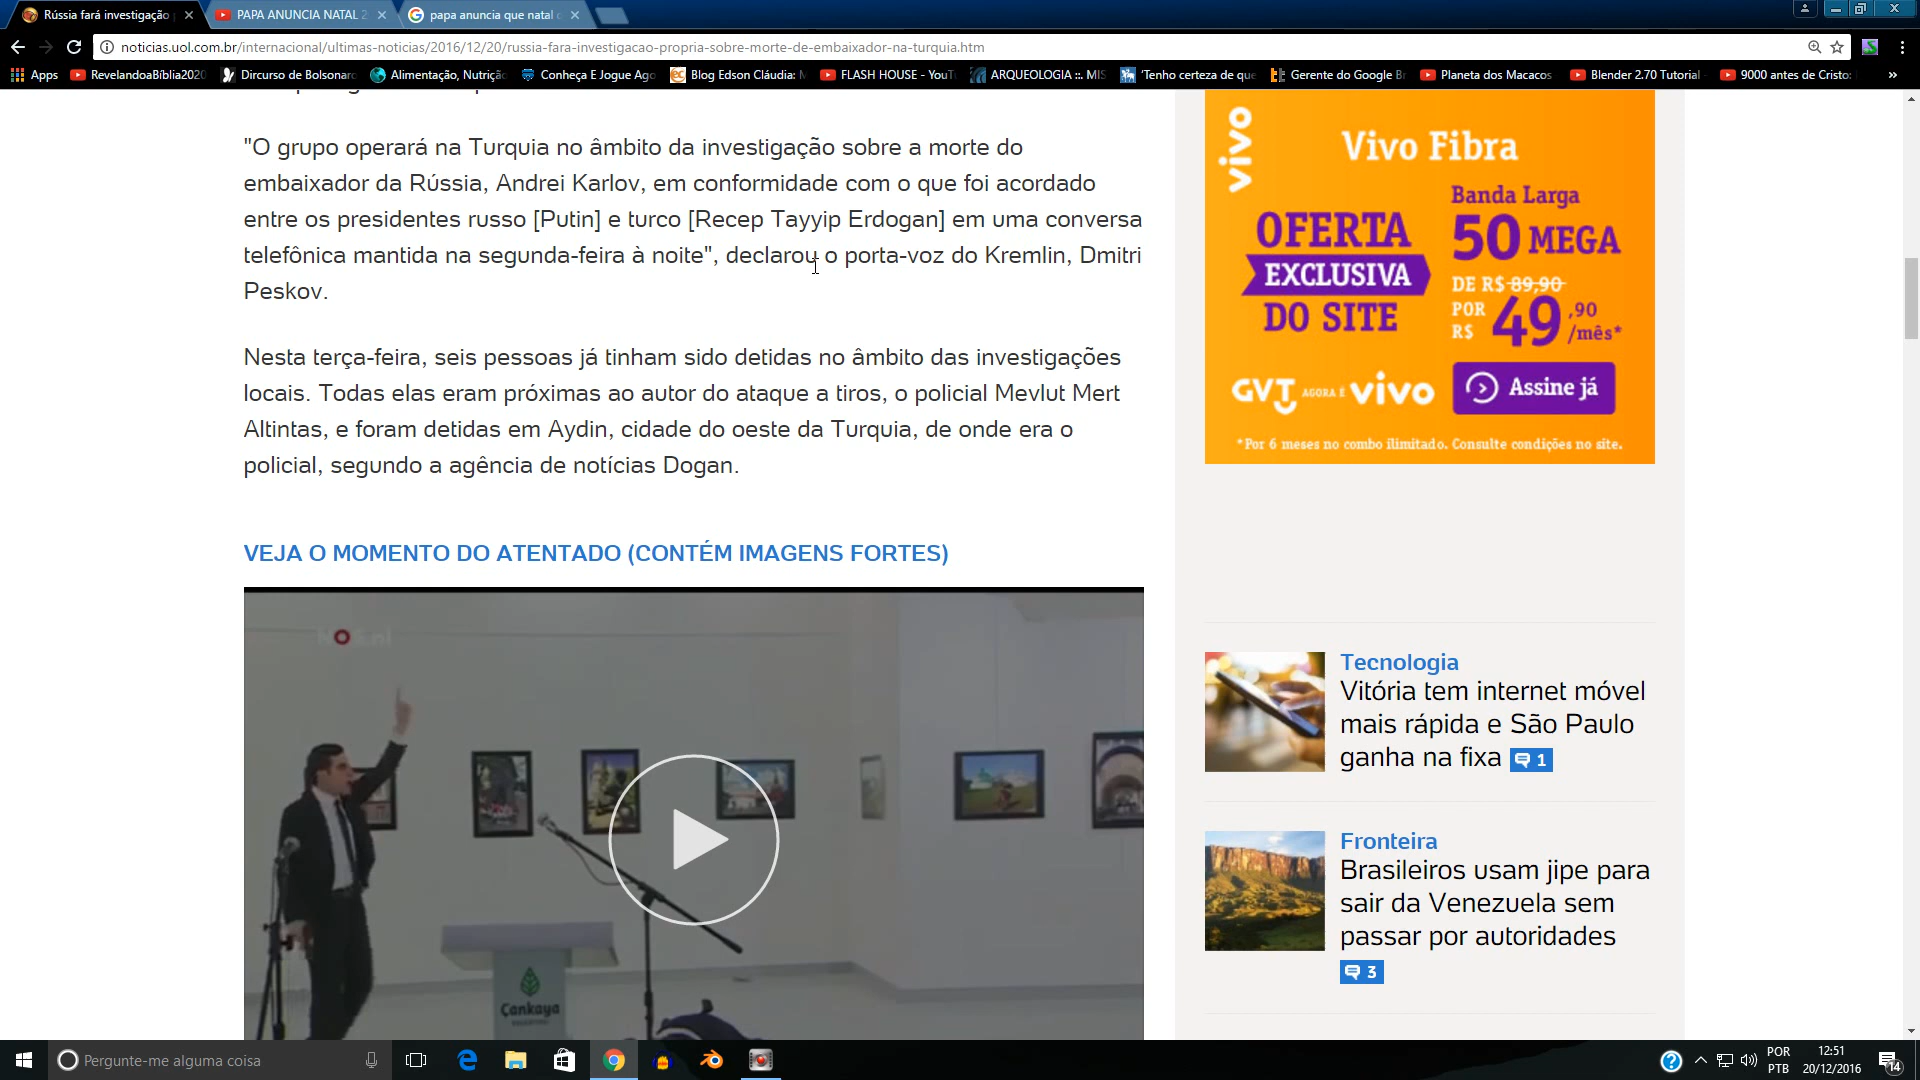 Rússia fará investigação
PAPA ANUNCIA NATAL 2
papa anuncia que natal
noticias.uol.com.br/internacional/ultimas-noticias/2016/12/20/russia-fara-investigacao-propria-sobre-morte-de-embaixador-na-turquia.htm
Apps
RevelandoaBíblia2020
Dircurso de Bolsonaro
Alimentação, Nutriçã
Conheça E Jogue Ago
Blog Edson Cláudia: M
FLASH HOUSE - YouT
ARQUEOLOGIA ::. MIS
'Tenho certeza de que
Gerente do Google Br
Planeta dos Macacos
Blender 2.70 Tutorial
9000 antes de Cristo:
»
"O grupo operará na Turquia no âmbito da investigação sobre a morte do
embaixador da Rússia, Andrei Karlov, em conformidade com o que foi acordado
entre os presidentes russo [Putin] e turco [Recep Tayyip Erdogan] em uma conversa
telefônica mantida na segunda-feira à noite", declarou o porta-voz do Kremlin, Dmitri
Peskov.
Nesta terça-feira, seis pessoas já tinham sido detidas no âmbito das investigações
locais. Todas elas eram próximas ao autor do ataque a tiros, o policial Mevlut Mert
Altintas, e foram detidas em Aydin, cidade do oeste da Turquia, de onde era o
policial, segundo a agência de notícias Dogan.
VEJA O MOMENTO DO ATENTADO (CONTÉM IMAGENS FORTES)
NOS.nl
Çankaya
vivo
Vivo Fibra
OFERTA
EXCLUSIVA
DO SITE
Banda Larga
50 MEGA
DE R$ 89,90
POR
R$ 49,90
/mês*
GVT AGORA É vivo
Assine já
*Por 6 meses no combo ilimitado. Consulte condições no site.
Tecnologia
Vitória tem internet móvel
mais rápida e São Paulo
ganha na fixa 1
Fronteira
Brasileiros usam jipe para
sair da Venezuela sem
passar por autoridades
3
Pergunte-me alguma coisa
POR
PTB
12:51
20/12/2016
14